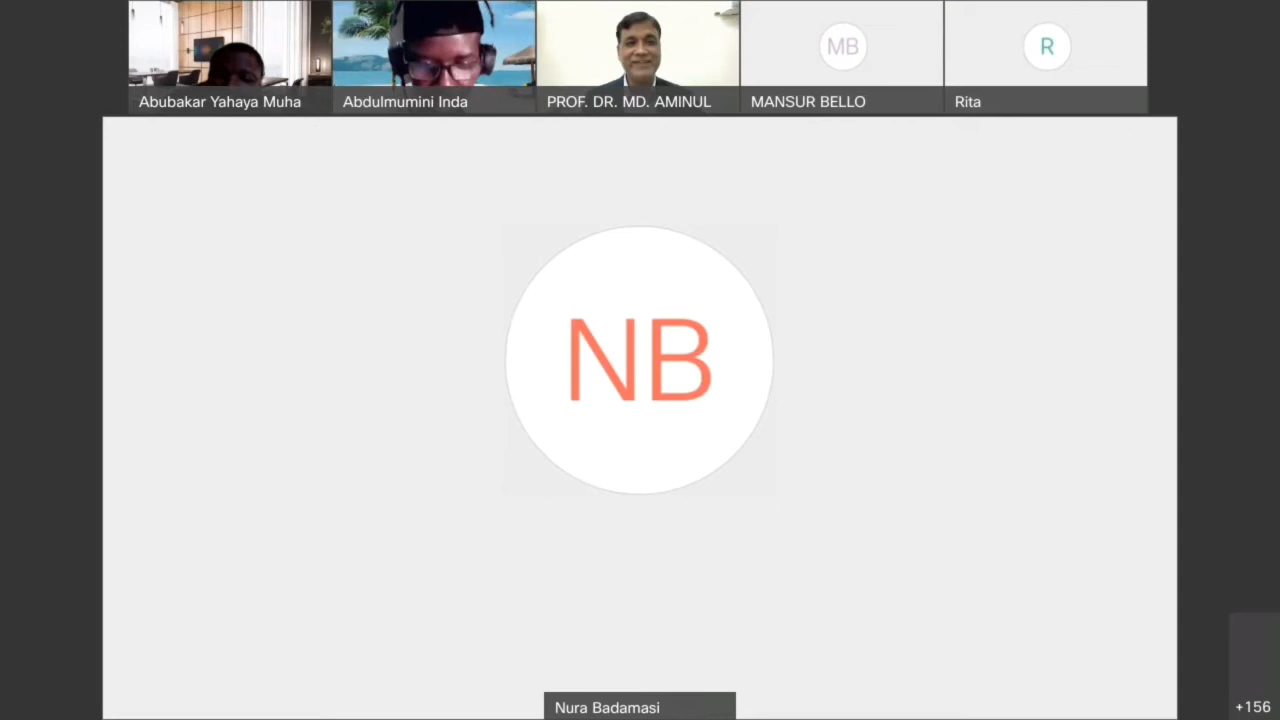 MB
R
Abubakar Yahaya Muha
Abdulmumini Inda
PROF. DR. MD. AMINUL
MANSUR BELLO
Rita
NB
Nura Badamasi
+156